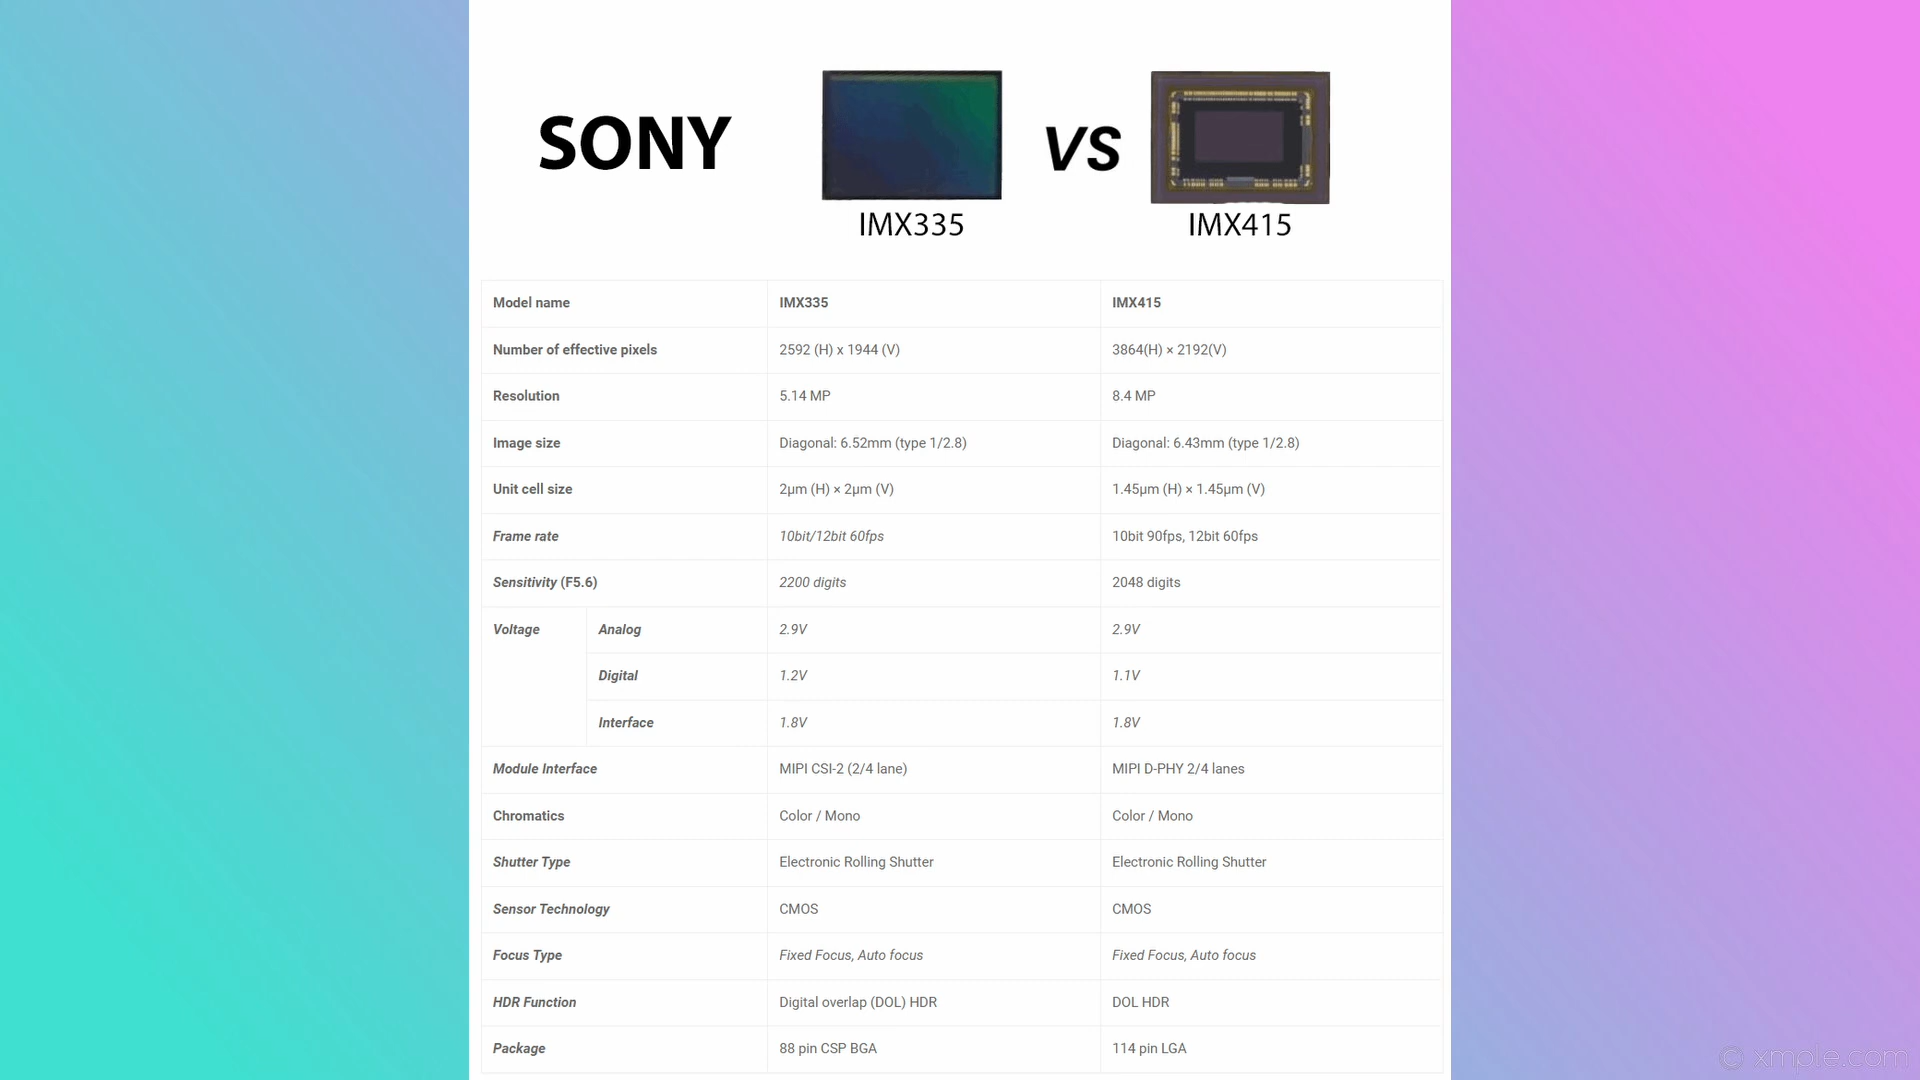 SONY
VS
IMX335
IMX415
Model name IMX335 IMX415
Number of effective pixels 2592 (H) x 1944 (V) 3864(H) × 2192(V)
Resolution 5.14 MP 8.4 MP
Image size Diagonal: 6.52mm (type 1/2.8) Diagonal: 6.43mm (type 1/2.8)
Unit cell size 2μm (H) × 2μm (V) 1.45μm (H) × 1.45μm (V)
Frame rate 10bit/12bit 60fps 10bit 90fps, 12bit 60fps
Sensitivity (F5.6) 2200 digits 2048 digits
Voltage Analog 2.9V 2.9V
Digital 1.2V 1.1V
Interface 1.8V 1.8V
Module Interface MIPI CSI-2 (2/4 lane) MIPI D-PHY 2/4 lanes
Chromatics Color / Mono Color / Mono
Shutter Type Electronic Rolling Shutter Electronic Rolling Shutter
Sensor Technology CMOS CMOS
Focus Type Fixed Focus, Auto focus Fixed Focus, Auto focus
HDR Function Digital overlap (DOL) HDR DOL HDR
Package 88 pin CSP BGA 114 pin LGA
© xmple.com